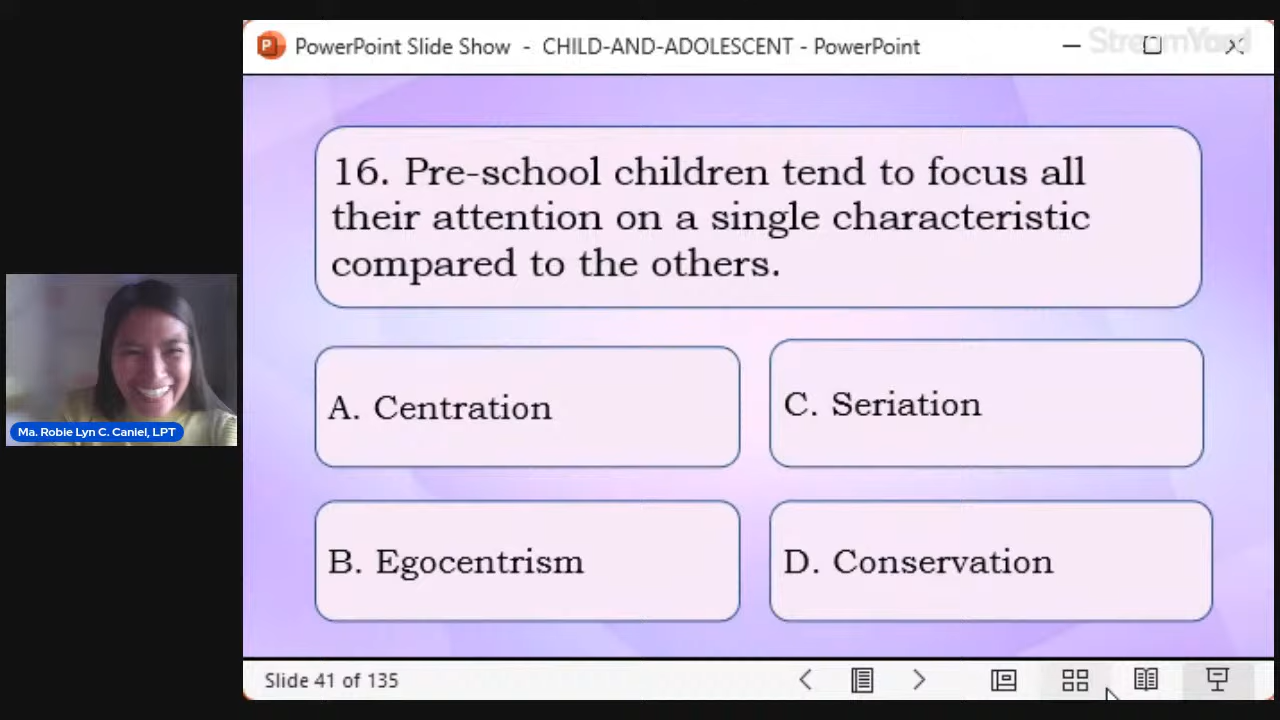 PowerPoint Slide Show - CHILD-AND-ADOLESCENT - PowerPoint
StreamYard
16. Pre-school children tend to focus all
their attention on a single characteristic
compared to the others.
A. Centration
C. Seriation
B. Egocentrism
D. Conservation
Ma. Robie Lyn C. Caniel, LPT
Slide 41 of 135